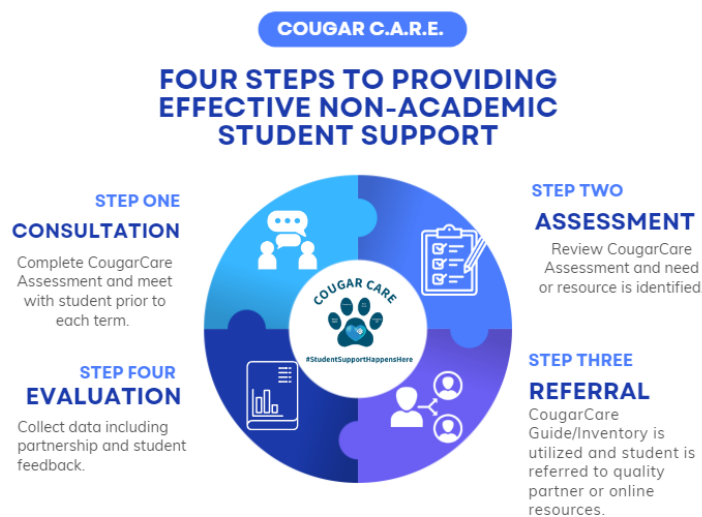 COUGAR C.A.R.E.
FOUR STEPS TO PROVIDING
EFFECTIVE NON-ACADEMIC
STUDENT SUPPORT
STEP ONE
CONSULTATION
Complete CougarCare
Assessment and meet
with student prior to
each term.
STEP TWO
ASSESSMENT
Review CougarCare
Assessment and need
or resource is identified
COUGAR CARE
#StudentSupportHappensHere
STEP THREE
REFERRAL
CougarCare
Guide/Inventory is
utilized and student is
referred to quality
partner or online
resources.
STEP FOUR
EVALUATION
Collect data including
partnership and student
feedback.